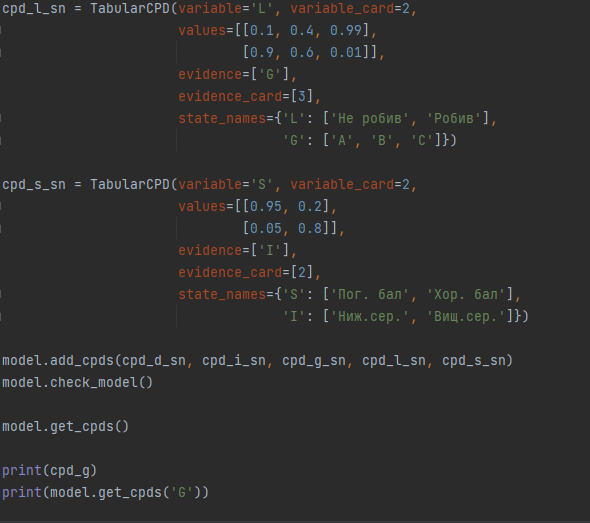 cpd_l_sn = TabularCPD(variable='L', variable_card=2,
                      values=[[0.1, 0.4, 0.99],
                              [0.9, 0.6, 0.01]],
                      evidence=['G'],
                      evidence_card=[3],
                      state_names={'L': ['Не робив', 'Робив'],
                                   'G': ['A', 'B', 'C']})

cpd_s_sn = TabularCPD(variable='S', variable_card=2,
                      values=[[0.95, 0.2],
                              [0.05, 0.8]],
                      evidence=['I'],
                      evidence_card=[2],
                      state_names={'S': ['Пог. бал', 'Хор. бал'],
                                   'I': ['Ниж.сер.', 'Вищ.сер.']})

model.add_cpds(cpd_d_sn, cpd_i_sn, cpd_g_sn, cpd_l_sn, cpd_s_sn)
model.check_model()

model.get_cpds()

print(cpd_g)
print(model.get_cpds('G'))